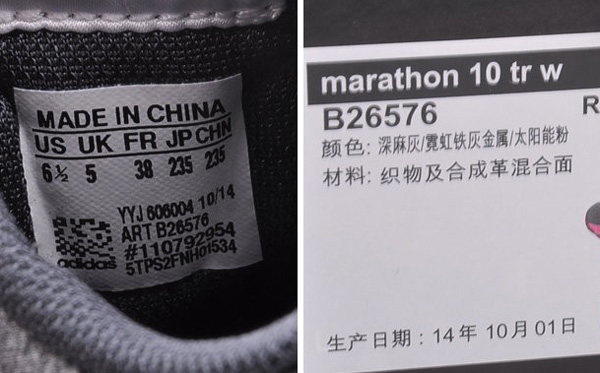 MADE IN CHINA
US UK FR JP CHN
6½ 5 38 235 235
YYJ 606004 10/14
ART B26576
#110792954
5TPS2FNH01534
adidas
marathon 10 tr w
B26576
R
颜色: 深麻灰/霓虹铁灰金属/太阳能粉
材料: 织物及合成革混合面
生产日期: 14年 10月 01日